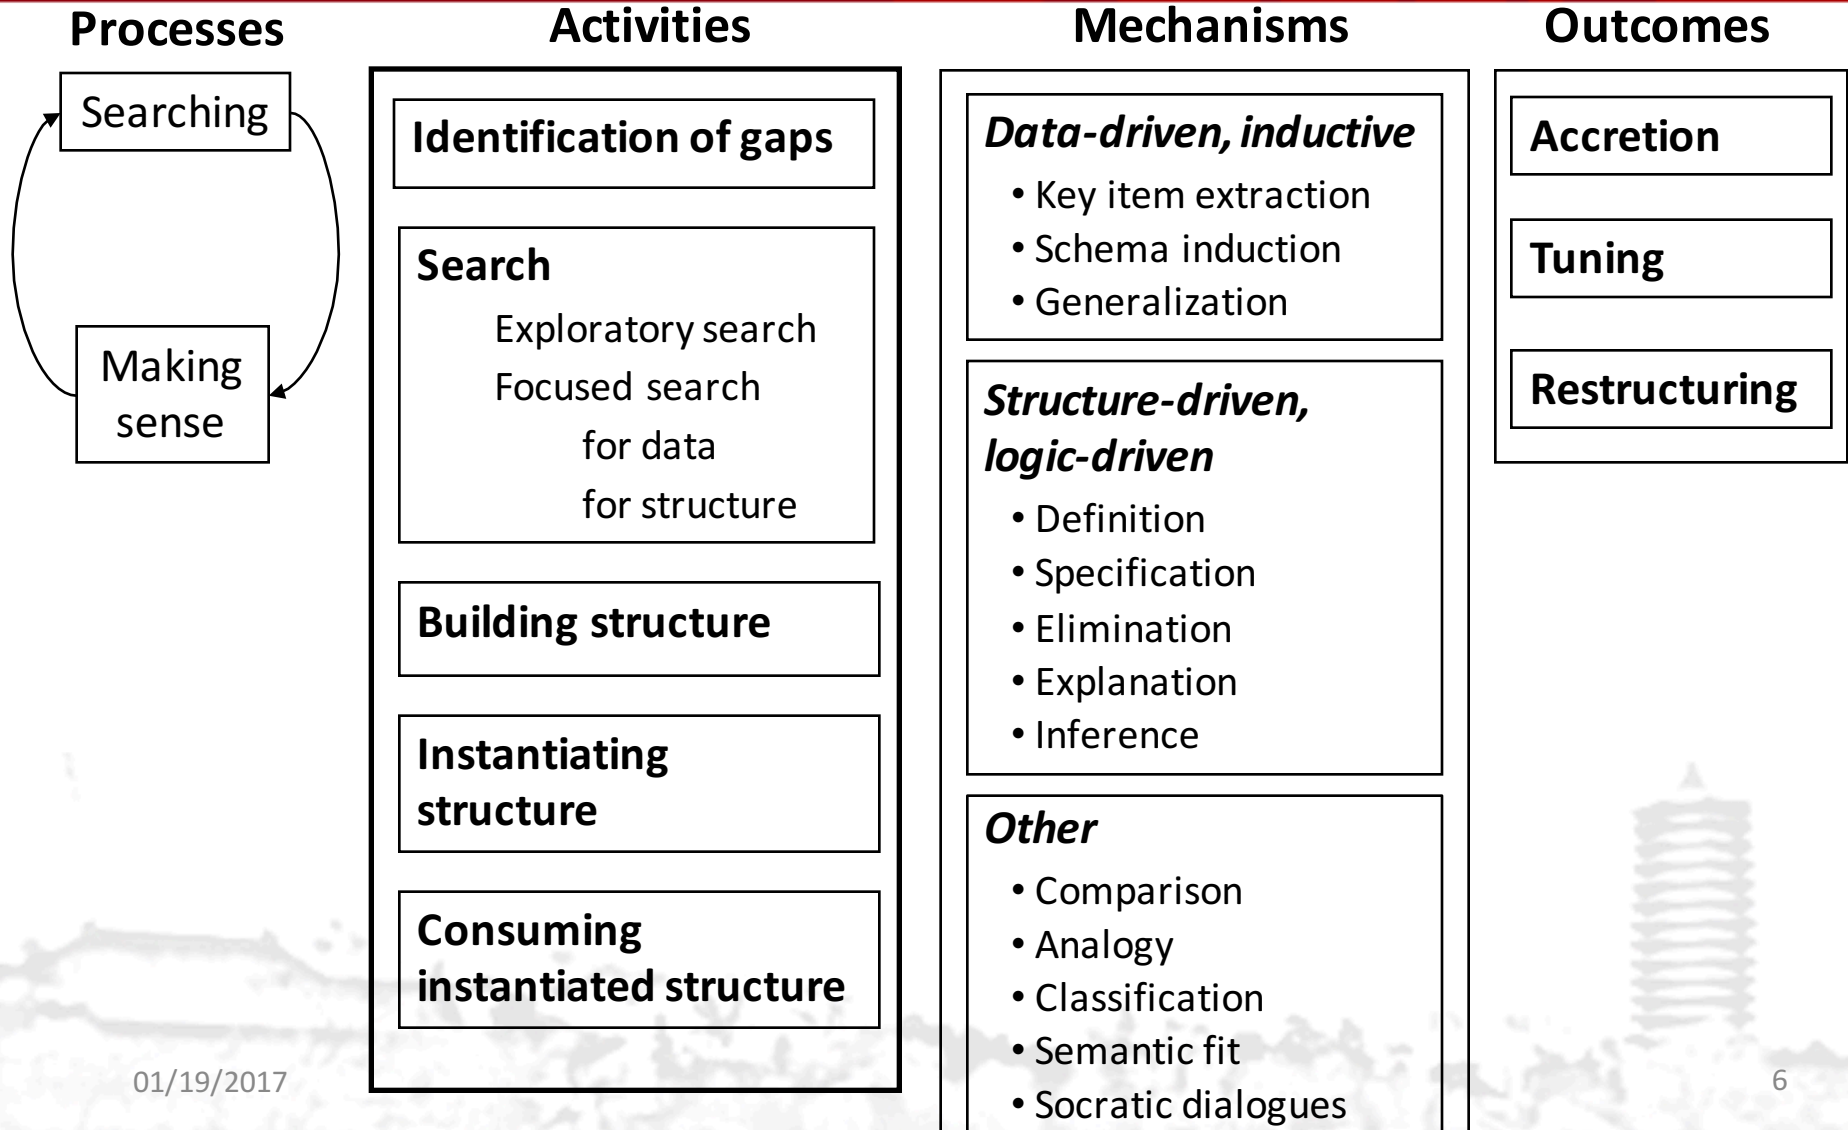 Processes
Searching
Making
sense
Activities
Identification of gaps
Search
Exploratory search
Focused search
for data
for structure
Building structure
Instantiating
structure
Consuming
instantiated structure
Mechanisms
Data-driven, inductive
• Key item extraction
• Schema induction
• Generalization
Structure-driven,
logic-driven
• Definition
• Specification
• Elimination
• Explanation
• Inference
Other
• Comparison
• Analogy
• Classification
• Semantic fit
• Socratic dialogues
Outcomes
Accretion
Tuning
Restructuring
01/19/2017
6